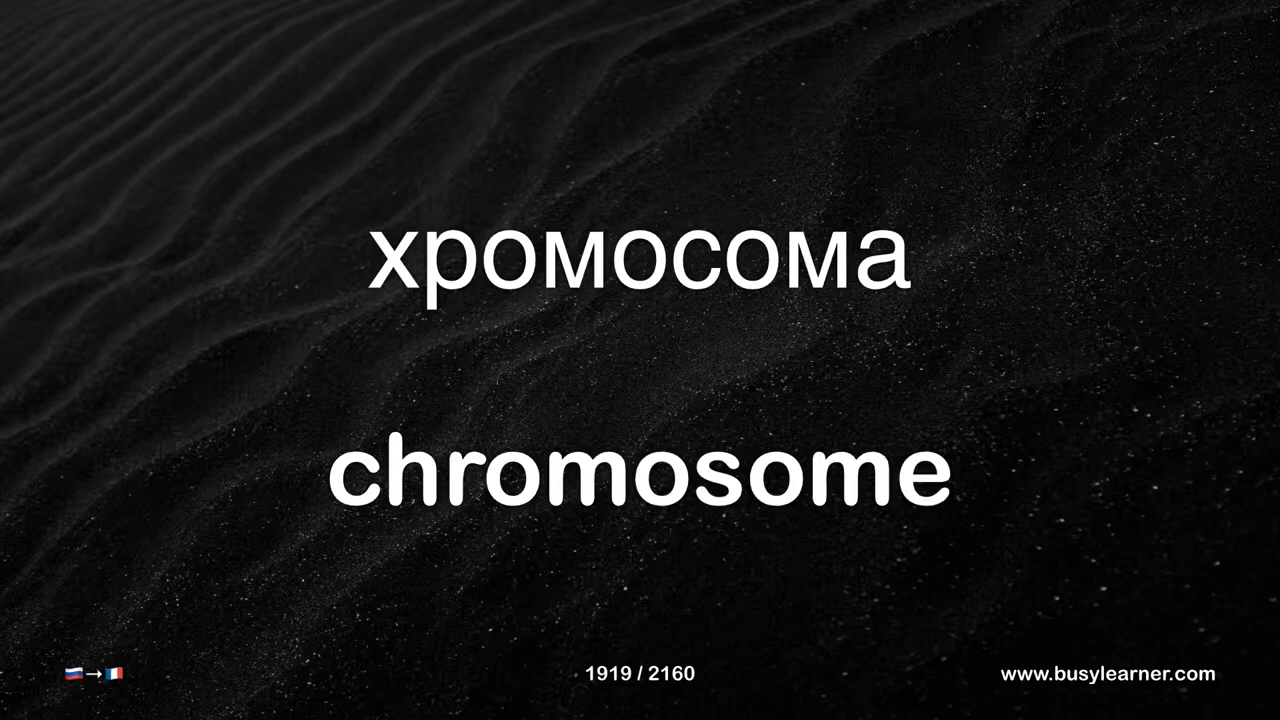 хромосома
chromosome
🇷🇺→🇫🇷
1919 / 2160
www.busylearner.com